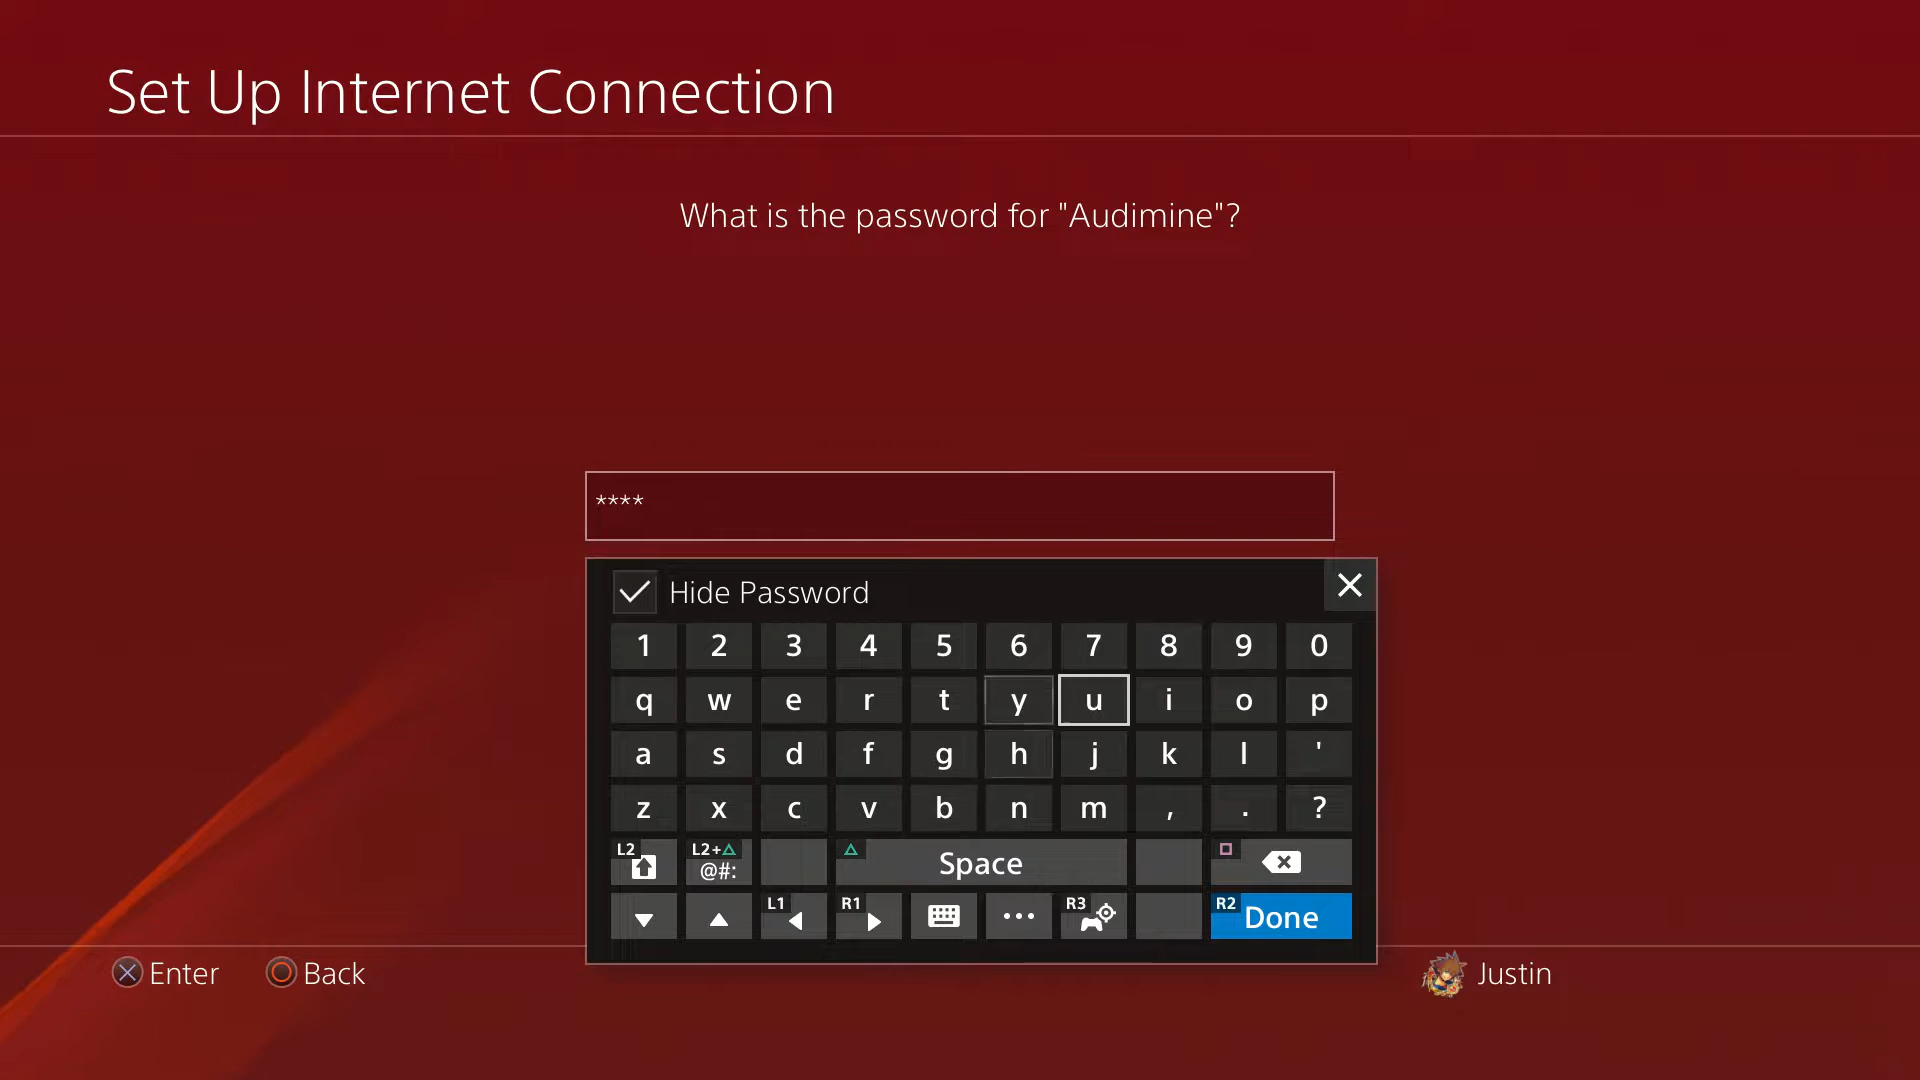 Set Up Internet Connection
What is the password for "Audimine"?
****
Hide Password
1 2 3 4 5 6 7 8 9 0
q w e r t y u i o p
a s d f g h j k l '
z x c v b n m , . ?
L2 L2+△ @#: △ Space
L1 R1 ... R3 R2 Done
Enter Back Justin